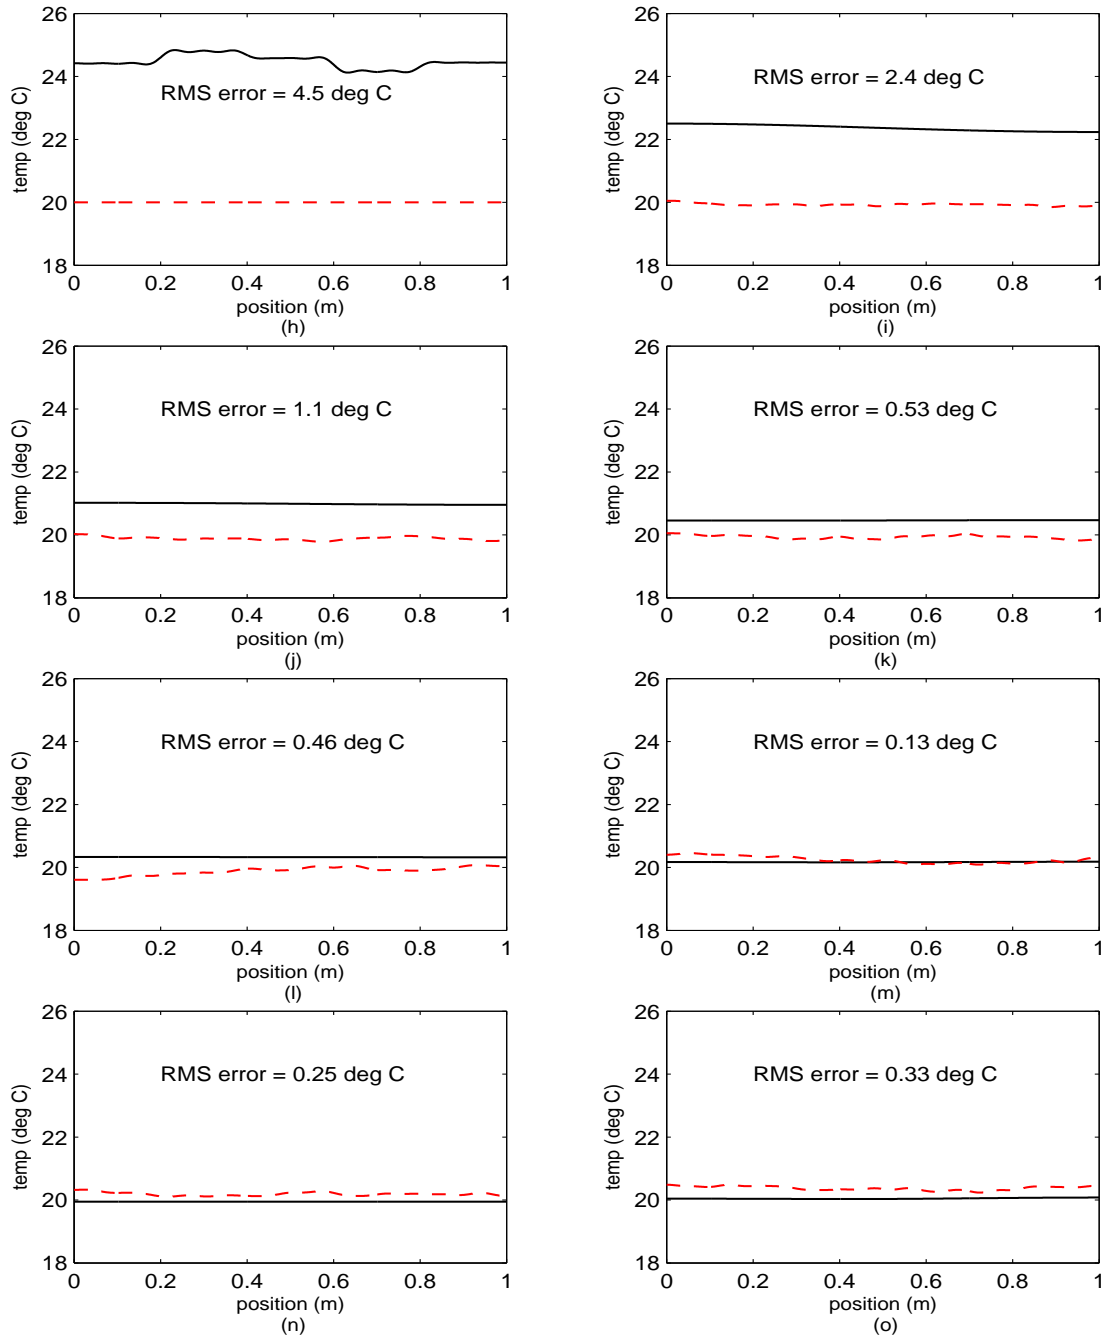 26
24
22
20
18
temp (deg C)
RMS error = 4.5 deg C
0 0.2 0.4 0.6 0.8 1
position (m)
(h)
26
24
22
20
18
temp (deg C)
RMS error = 2.4 deg C
0 0.2 0.4 0.6 0.8 1
position (m)
(i)
26
24
22
20
18
temp (deg C)
RMS error = 1.1 deg C
0 0.2 0.4 0.6 0.8 1
position (m)
(j)
26
24
22
20
18
temp (deg C)
RMS error = 0.53 deg C
0 0.2 0.4 0.6 0.8 1
position (m)
(k)
26
24
22
20
18
temp (deg C)
RMS error = 0.46 deg C
0 0.2 0.4 0.6 0.8 1
position (m)
(l)
26
24
22
20
18
temp (deg C)
RMS error = 0.13 deg C
0 0.2 0.4 0.6 0.8 1
position (m)
(m)
26
24
22
20
18
temp (deg C)
RMS error = 0.25 deg C
0 0.2 0.4 0.6 0.8 1
position (m)
(n)
26
24
22
20
18
temp (deg C)
RMS error = 0.33 deg C
0 0.2 0.4 0.6 0.8 1
position (m)
(o)